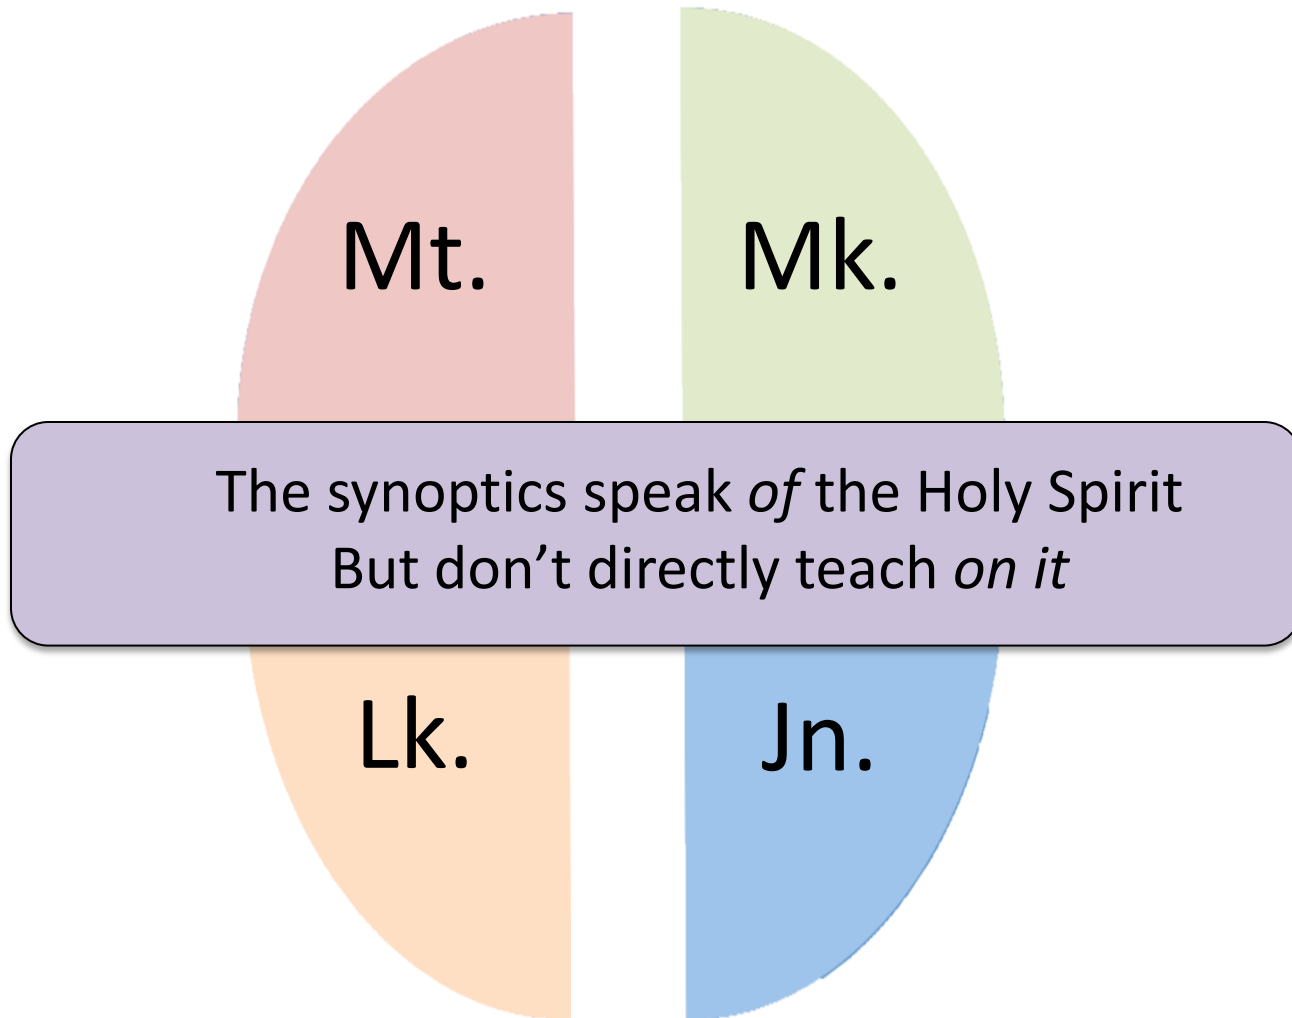 Mt.
Mk.
The synoptics speak of the Holy Spirit
But don’t directly teach on it
Lk.
Jn.